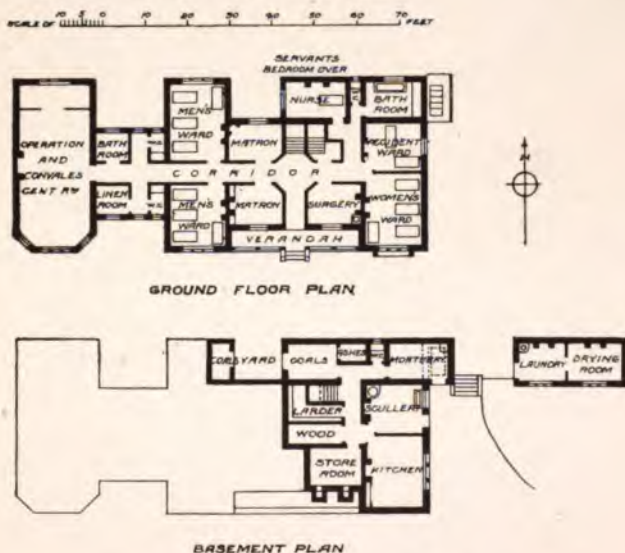 SCALE OF 10 5 0 10 20 30 40 50 60 70 FEET
SERVANTS
BEDROOM OVER
MENS
WARD
NURSE
BATH
ROOM
OPERATION
AND
CONVALES
CENT RM
BATH
ROOM
W.C.
MATRON
WARD
CORRIDOR
LINEN
ROOM
W.C.
MENS
WARD
MATRON
SURGERY
WOMENS
WARD
VERANDAH
N
GROUND FLOOR PLAN
YARD
COALS
ASHES
MORTUARY
LAUNDRY
DRYING
ROOM
LARDER
SCULLERY
WOOD
STORE
ROOM
KITCHEN
BASEMENT PLAN